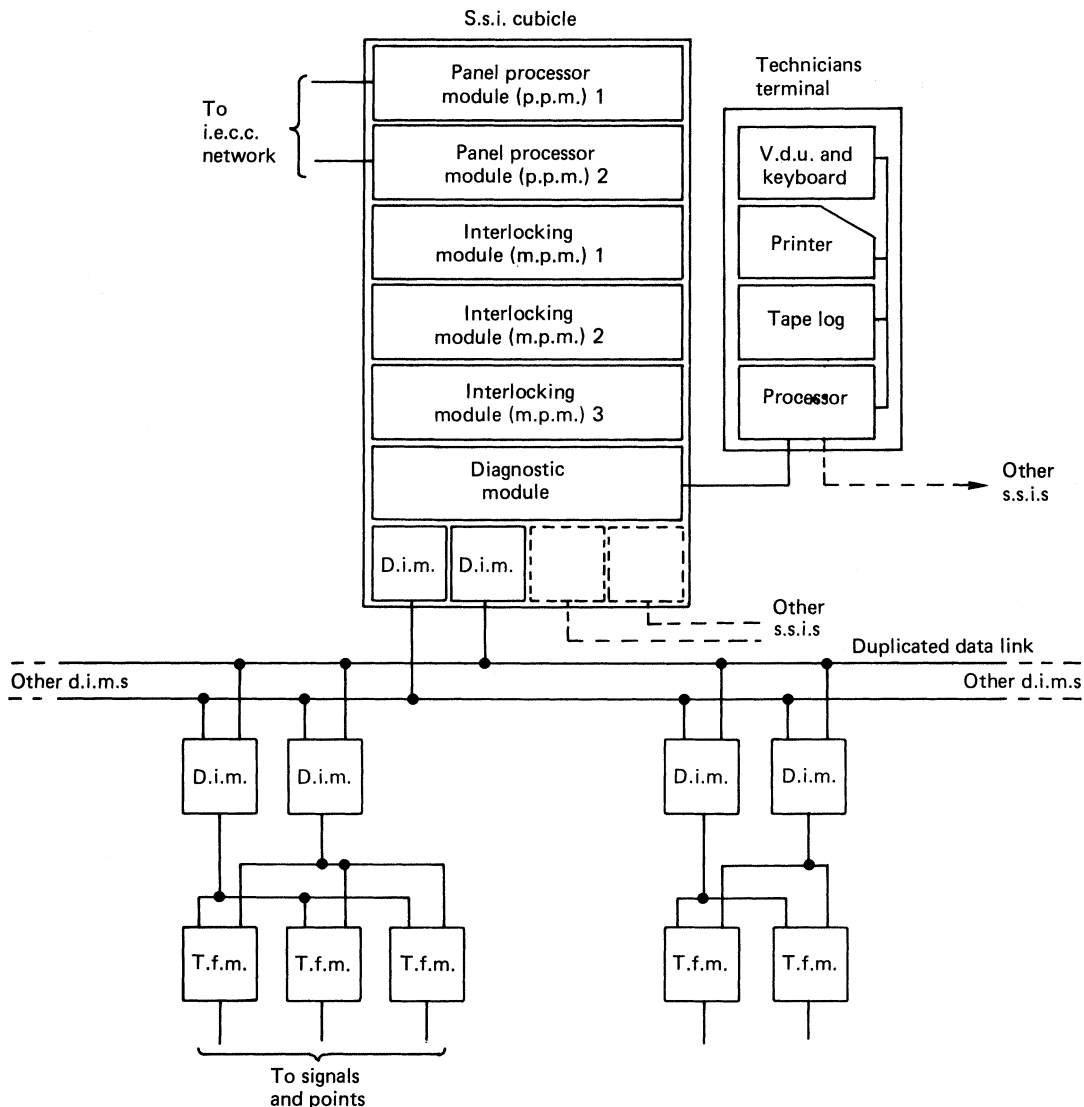 S.s.i. cubicle
Panel processor
module (p.p.m.) 1
To
i.e.c.c.
network
Panel processor
module (p.p.m.) 2
Interlocking
module (m.p.m.) 1
Interlocking
module (m.p.m.) 2
Interlocking
module (m.p.m.) 3
Diagnostic
module
D.i.m.
D.i.m.
Technicians
terminal
V.d.u. and
keyboard
Printer
Tape log
Processor
Other
s.s.i.s
Other
s.s.i.s
Duplicated data link
Other d.i.m.s
Other d.i.m.s
D.i.m.
D.i.m.
D.i.m.
D.i.m.
T.f.m.
T.f.m.
T.f.m.
T.f.m.
T.f.m.
To signals
and points